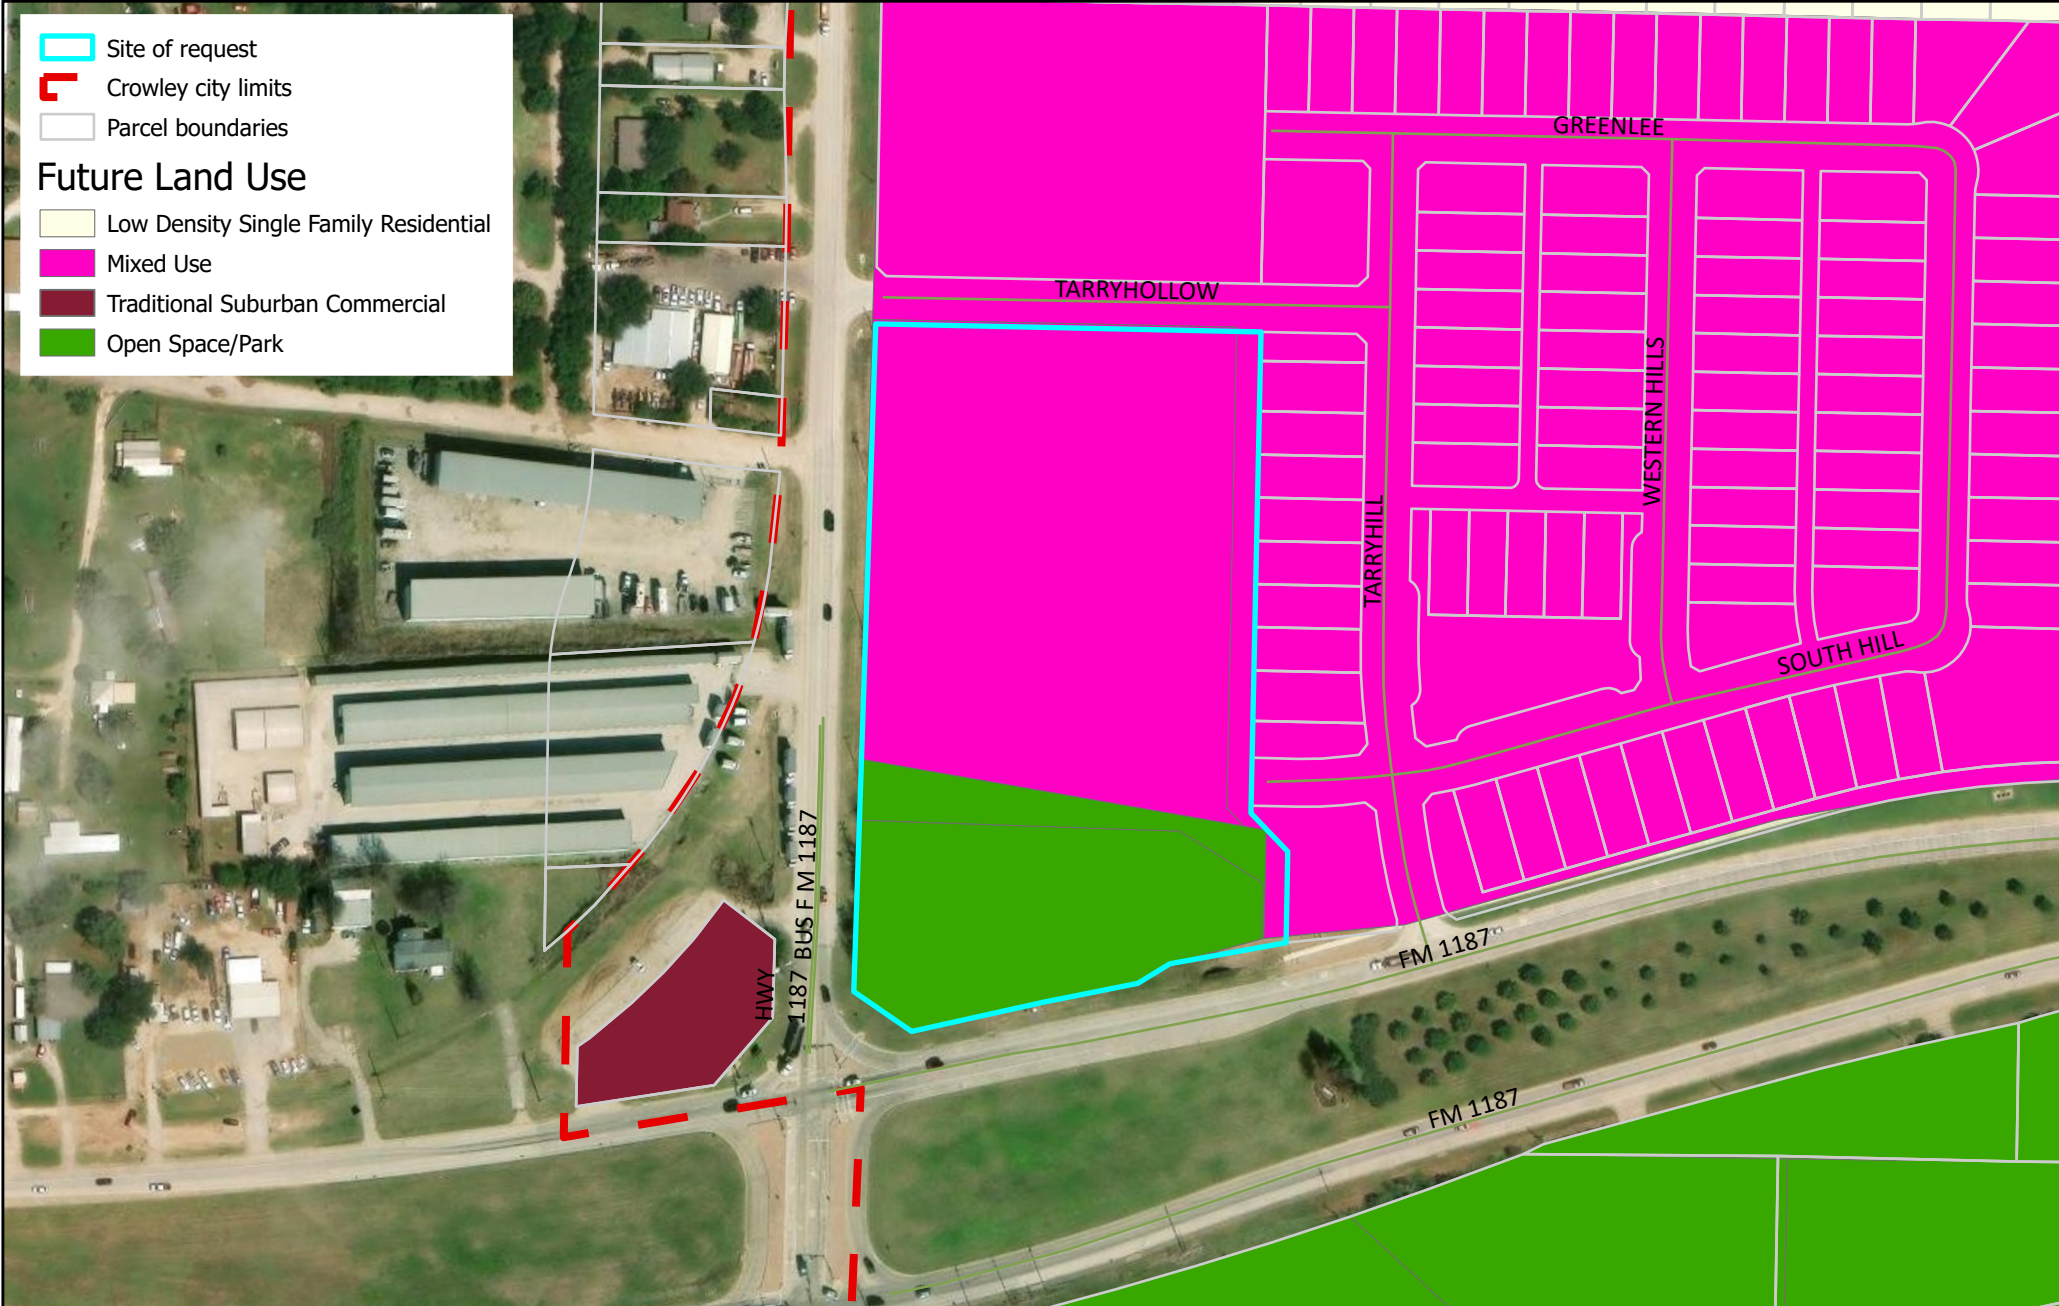 Site of request
Crowley city limits
Parcel boundaries
Future Land Use
Low Density Single Family Residential
Mixed Use
Traditional Suburban Commercial
Open Space/Park
GREENLEE
TARRYHOLLOW
WESTERN HILLS
TARRYHILL
SOUTH HILL
HWY
1187 BUS F M 1187
FM 1187
FM 1187